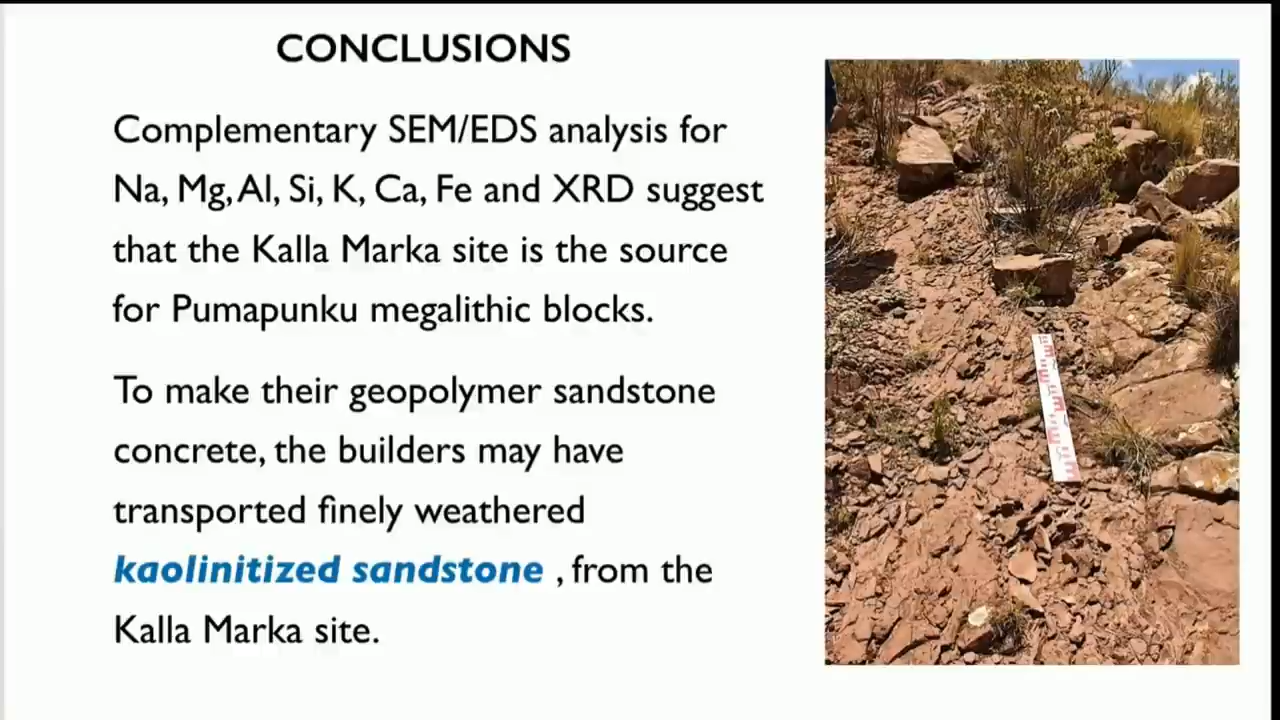 CONCLUSIONS
Complementary SEM/EDS analysis for
Na, Mg, Al, Si, K, Ca, Fe and XRD suggest
that the Kalla Marka site is the source
for Pumapunku megalithic blocks.
To make their geopolymer sandstone
concrete, the builders may have
transported finely weathered
kaolinitized sandstone , from the
Kalla Marka site.